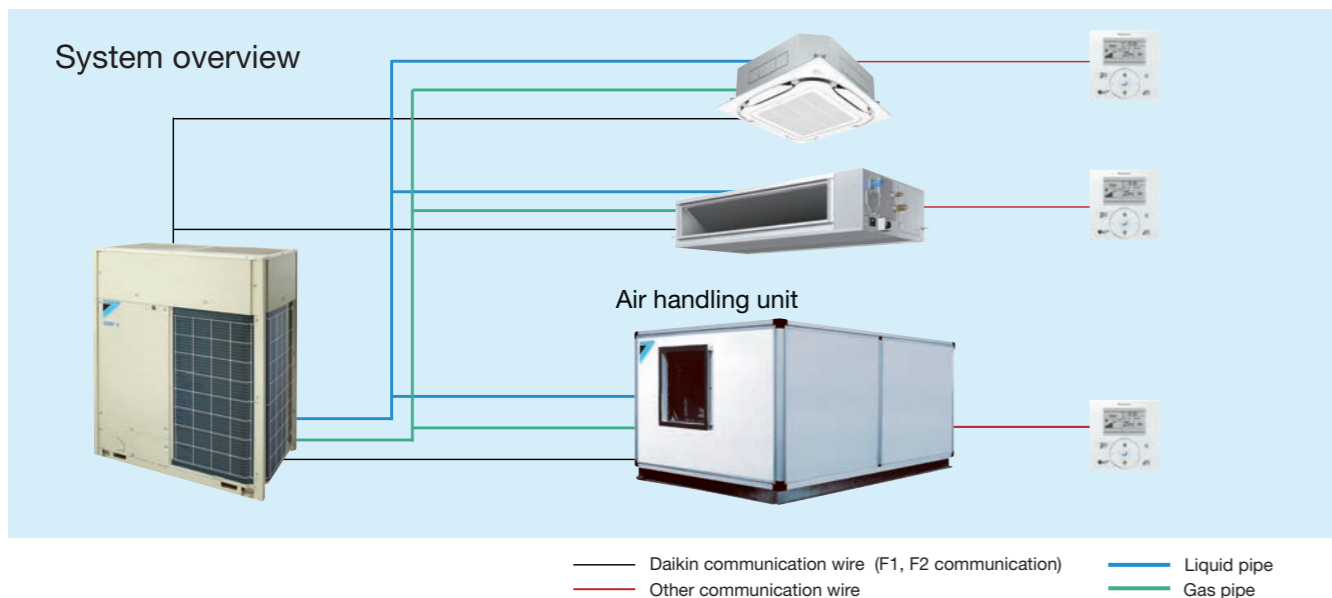 System overview
Air handling unit
Daikin communication wire (F1, F2 communication)
Other communication wire
Liquid pipe
Gas pipe